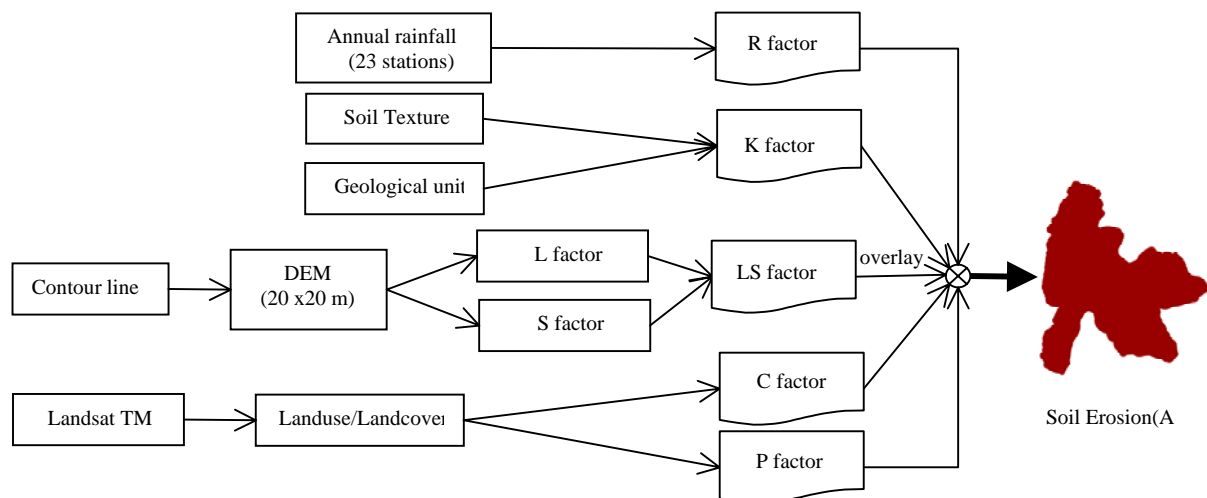 Annual rainfall
(23 stations)
R factor
Soil Texture
K factor
Geological unit
L factor
DEM
(20 x20 m)
Contour line
S factor
LS factor
overlay
C factor
Landsat TM
Landuse/Landcover
P factor
Soil Erosion(A